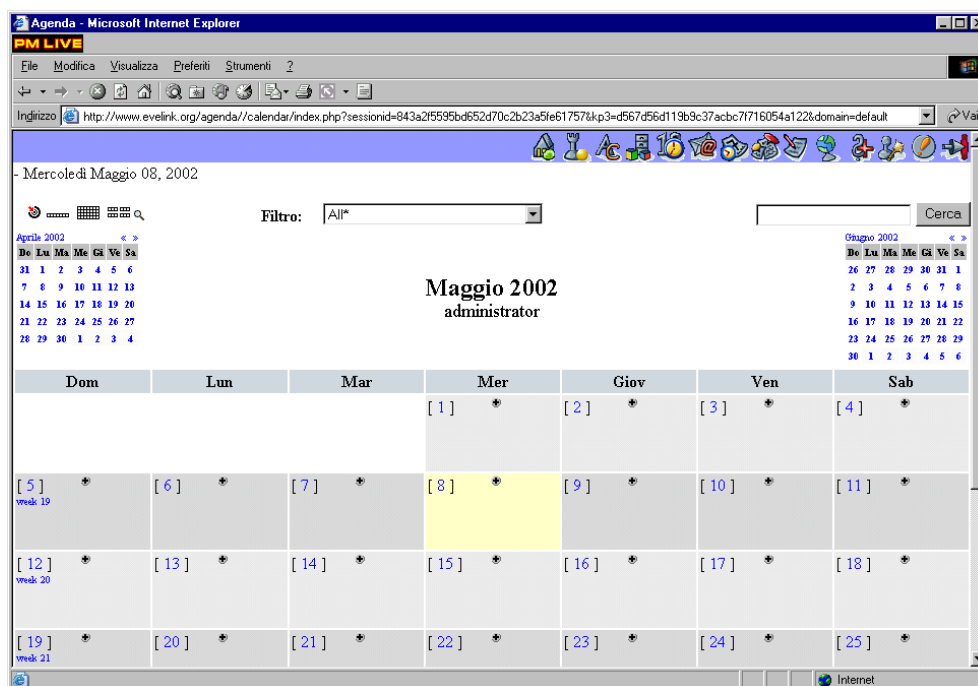 Agenda - Microsoft Internet Explorer
PM LIVE
File Modifica Visualizza Preferiti Strumenti ?
Indirizzo http://www.evelink.org/agenda//calendar/index.php?sessionid=843a2f5595bd652d70c2b23a5fe61757&kp3=d567d56d119b9c37acbc7f716054a122&domain=default Vai
- Mercoledì Maggio 08, 2002
Filtro: All* Cerca
Aprile 2002 « »
Do Lu Ma Me Gi Ve Sa
31 1 2 3 4 5 6
7 8 9 10 11 12 13
14 15 16 17 18 19 20
21 22 23 24 25 26 27
28 29 30 1 2 3 4
Maggio 2002
administrator
Giugno 2002 « »
Do Lu Ma Me Gi Ve Sa
26 27 28 29 30 31 1
2 3 4 5 6 7 8
9 10 11 12 13 14 15
16 17 18 19 20 21 22
23 24 25 26 27 28 29
30 1 2 3 4 5 6
Dom Lun Mar Mer Giov Ven Sab
[ 1 ] [ 2 ] [ 3 ] [ 4 ]
[ 5 ] [ 6 ] [ 7 ] [ 8 ] [ 9 ] [ 10 ] [ 11 ]
week 19
[ 12 ] [ 13 ] [ 14 ] [ 15 ] [ 16 ] [ 17 ] [ 18 ]
week 20
[ 19 ] [ 20 ] [ 21 ] [ 22 ] [ 23 ] [ 24 ] [ 25 ]
week 21
Internet